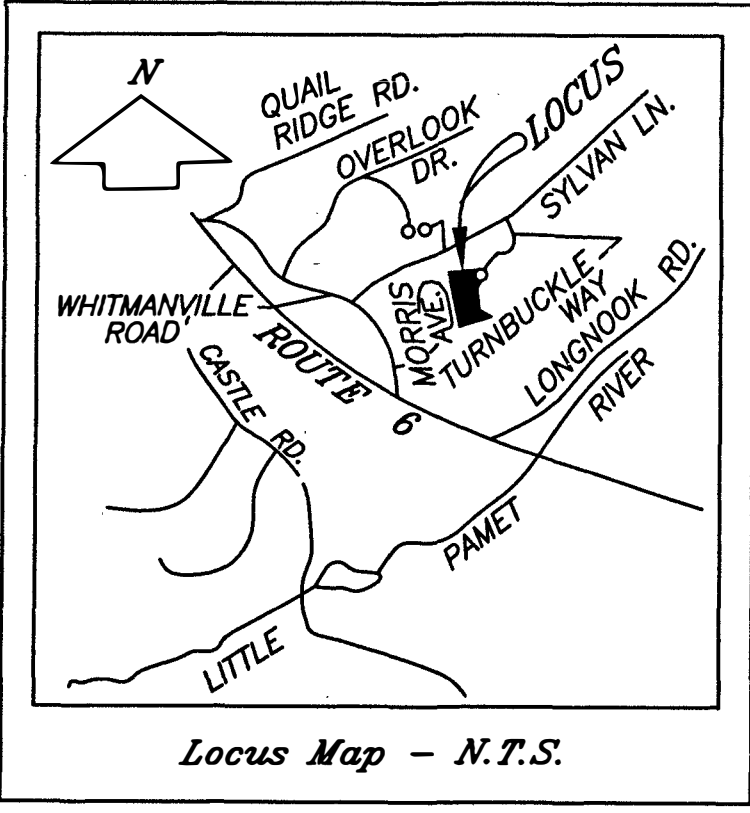 N
QUAIL
RIDGE RD.
OVERLOOK
DR.
LOCUS
SYLVAN LN.
WHITMANVILLE
ROAD
MORRIS
AVE.
TURNBUCKLE
WAY
LONGNOOK RD.
ROUTE 6
CASTLE RD.
RIVER
PAMET
LITTLE
Locus Map - N.T.S.